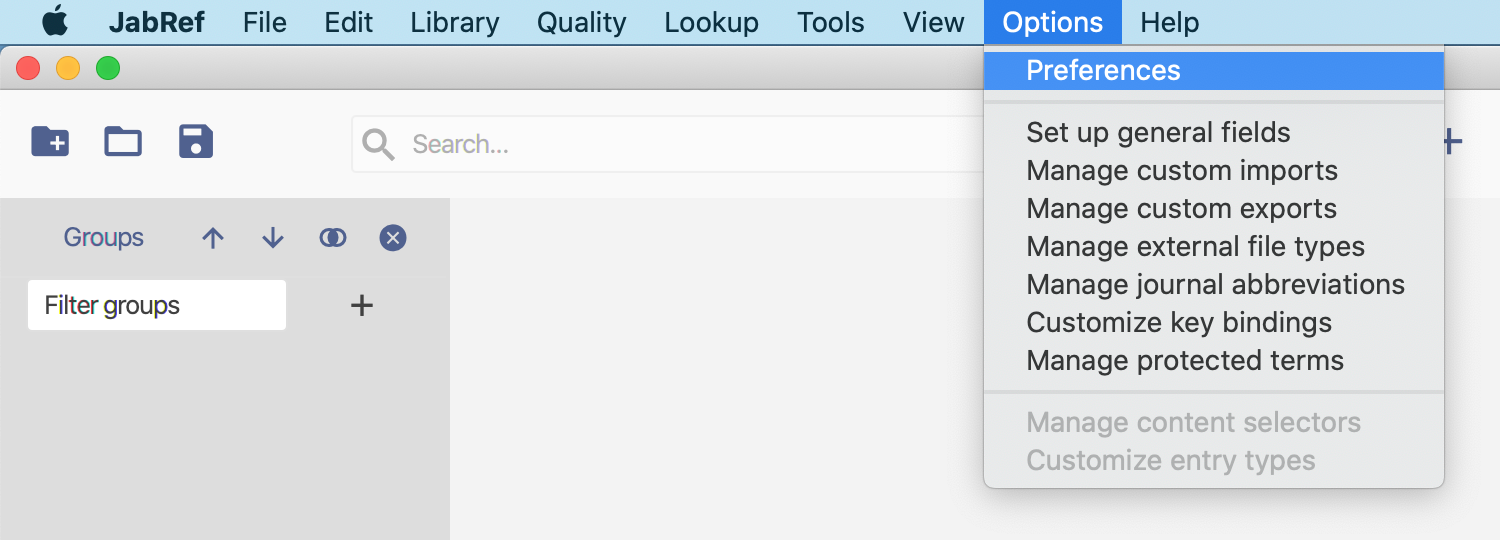 JabRef File Edit Library Quality Lookup Tools View Options Help
Preferences
Search...
Set up general fields
Manage custom imports
Manage custom exports
Manage external file types
Manage journal abbreviations
Customize key bindings
Manage protected terms
Manage content selectors
Customize entry types
Groups
Filter groups